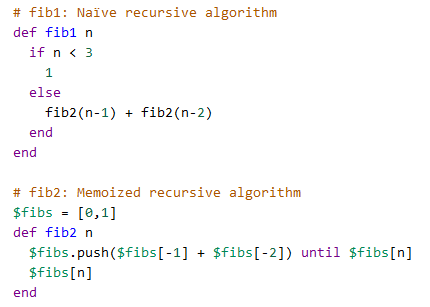 # fib1: Naïve recursive algorithm
def fib1 n
  if n < 3
    1
  else
    fib2(n-1) + fib2(n-2)
  end
end

# fib2: Memoized recursive algorithm
$fibs = [0,1]
def fib2 n
  $fibs.push($fibs[-1] + $fibs[-2]) until $fibs[n]
  $fibs[n]
end